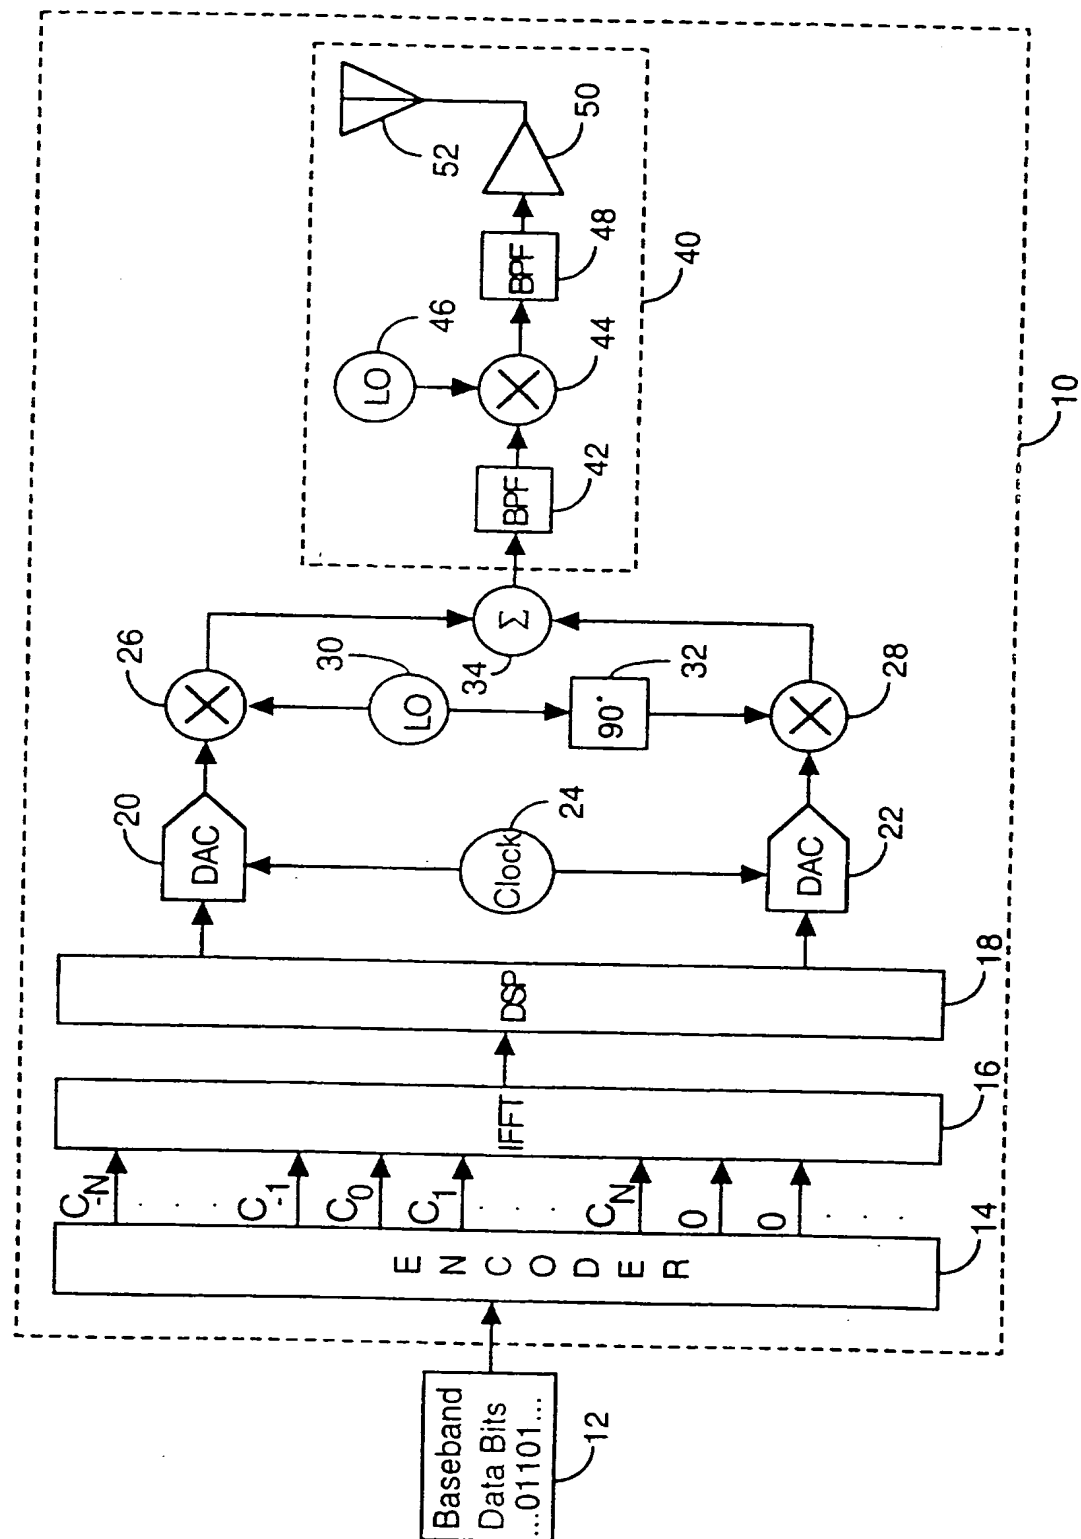 Baseband
Data Bits
...01101...
12
ENCODER
14
C-N
C-1
C0
C1
CN
0
0
IFFT
16
DSP
18
DAC
20
DAC
22
Clock
24
26
28
LO
30
90°
32
Σ
34
BPF
42
44
LO
46
BPF
48
50
52
40
10